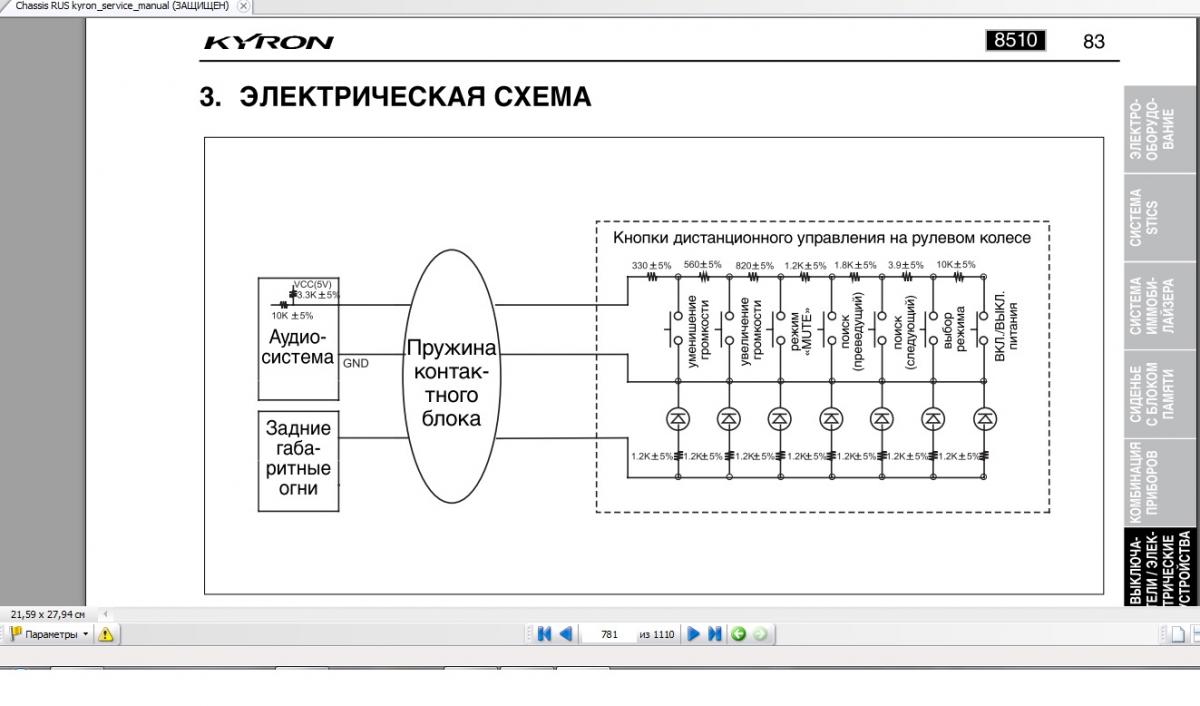 Chassis RUS kyron_service_manual (ЗАЩИЩЕН)
KYRON
8510
83
3. ЭЛЕКТРИЧЕСКАЯ СХЕМА
Кнопки дистанционного управления на рулевом колесе
330±5%
560±5%
820±5%
1.2K±5%
1.8K±5%
3.9±5%
10K±5%
VCC(5V)
3.3K±5%
10K ±5%
Аудио-
система
GND
Пружина
контак-
тного
блока
уменишение
громкости
увеличение
громкости
режим
«MUTE»
поиск
(преведущий)
поиск
(следующий)
выбор
режима
ВКЛ./ВЫКЛ.
питания
Задние
габа-
ритные
огни
1.2K±5%
1.2K±5%
1.2K±5%
1.2K±5%
1.2K±5%
1.2K±5%
1.2K±5%
ЭЛЕКТРО-
ОБОРУДО-
ВАНИЕ
СИСТЕМА
STICS
СИСТЕМА
ИММОБИ-
ЛАЙЗЕРА
СИДЕНЬЕ
С БЛОКОМ
ПАМЯТИ
КОМБИНАЦИЯ
ПРИБОРОВ
ВЫКЛЮЧА-
ТЕЛИ / ЭЛЕК-
ТРИЧЕСКИЕ
УСТРОЙСТВА
21,59 x 27,94 см
Параметры
781
из 1110